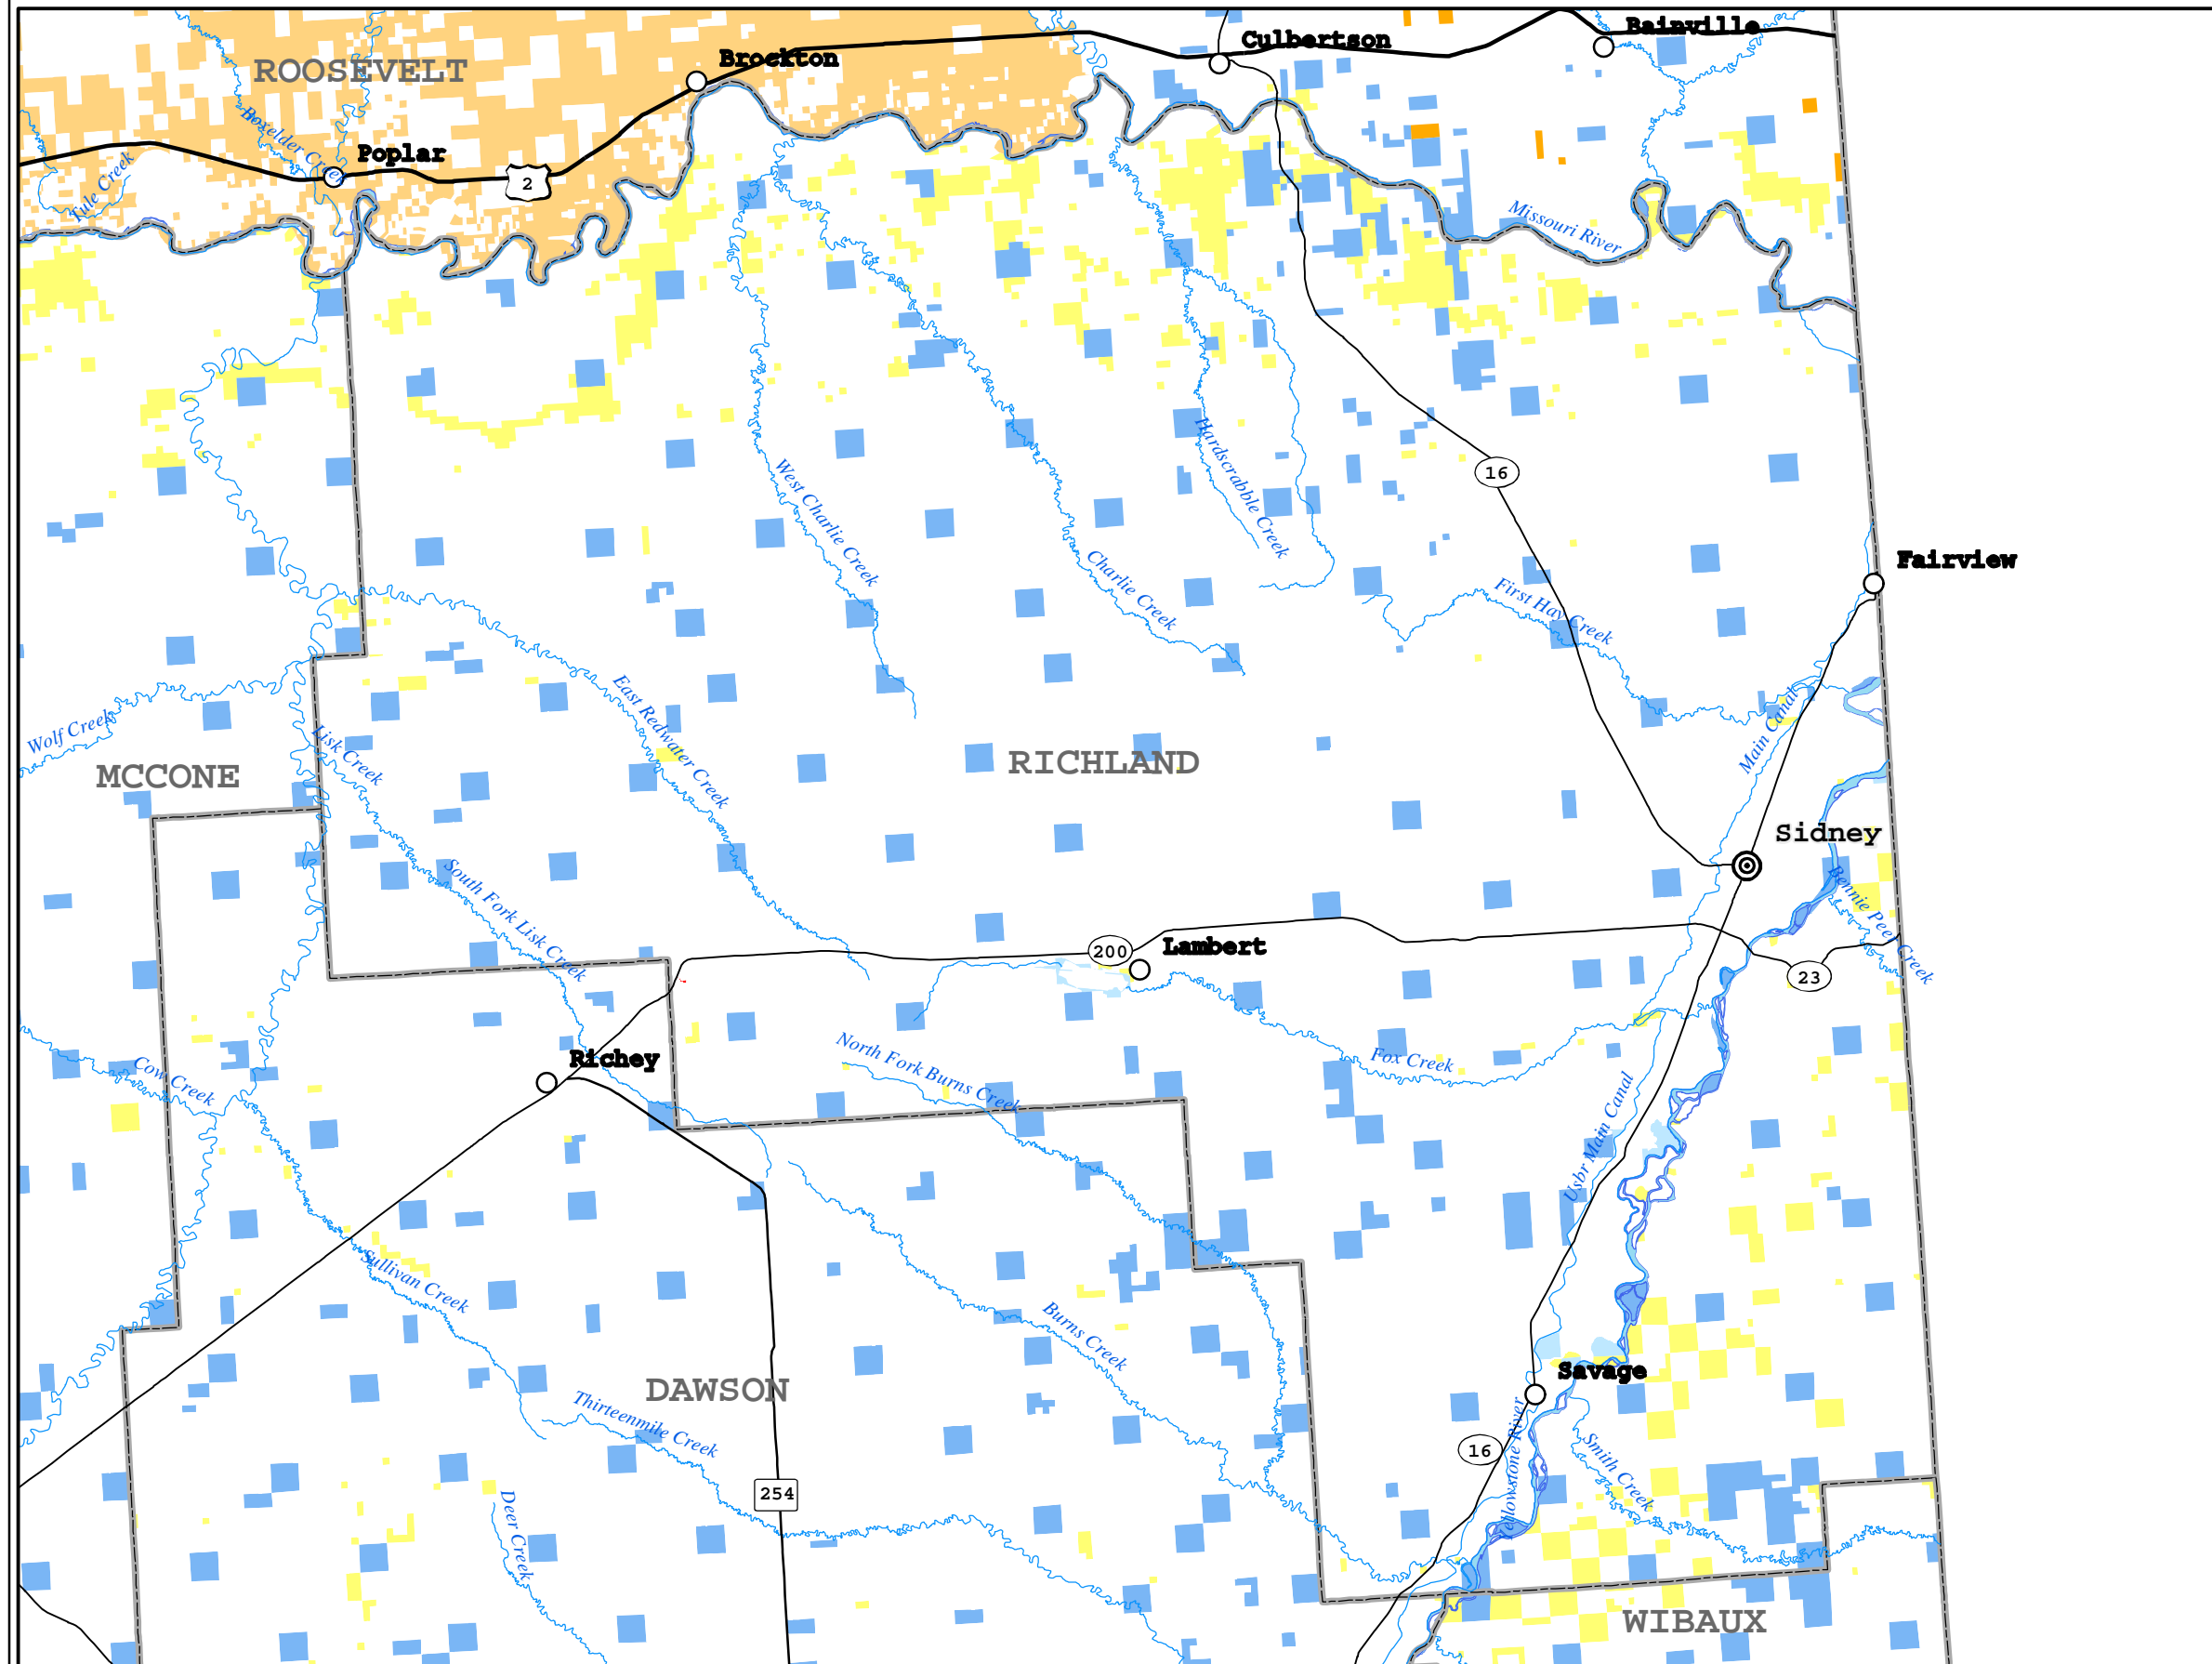 Bainville
Culbertson
Brockton
ROOSEVELT
Boxelder Creek
Poplar
Tule Creek
2
Missouri River
Hardscrabble Creek
16
West Charlie Creek
Charlie Creek
Fairview
First Hay Creek
East Redwater Creek
Wolf Creek
Lisk Creek
Main Canal
RICHLAND
MCCONE
Sidney
South Fork Lisk Creek
Bennie Peer Creek
200
Lambert
23
North Fork Burns Creek
Fox Creek
Richey
Cow Creek
Usbr Main Canal
Sullivan Creek
Burns Creek
Savage
DAWSON
Thirteenmile Creek
Yellowstone River
16
Smith Creek
254
Deer Creek
WIBAUX